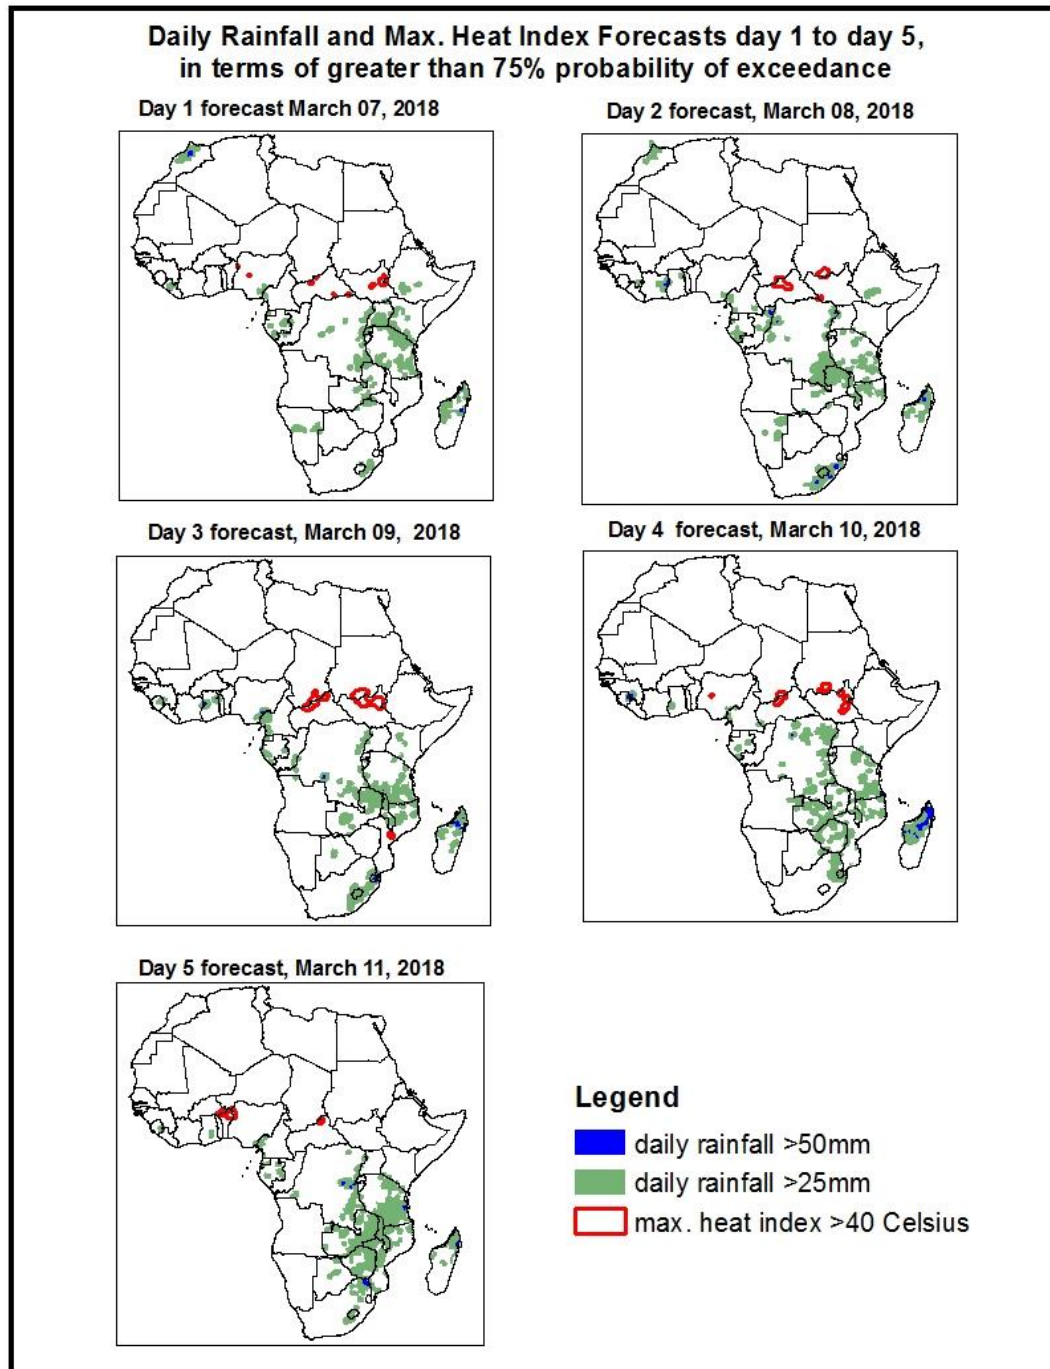 Daily Rainfall and Max. Heat Index Forecasts day 1 to day 5,
in terms of greater than 75% probability of exceedance
Day 1 forecast March 07, 2018
Day 2 forecast, March 08, 2018
Day 3 forecast, March 09, 2018
Day 4 forecast, March 10, 2018
Day 5 forecast, March 11, 2018
Legend
daily rainfall >50mm
daily rainfall >25mm
max. heat index >40 Celsius